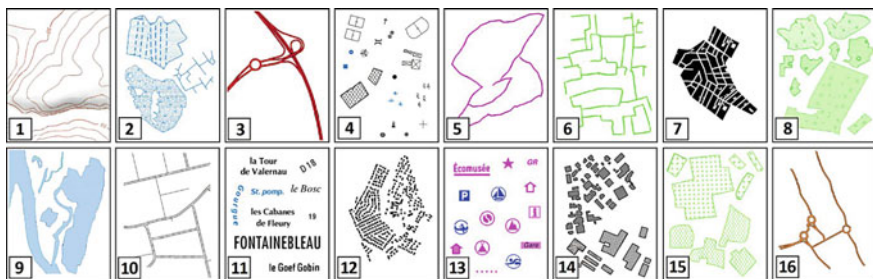 1
2
3
4
?
5
6
7
8
9
10
la Tour
de Valernau
D 18
Gourgue
St. pomp.
le Bosc
les Cabanes
de Fleury
19
FONTAINEBLEAU
le Goef Gobin
11
12
Écomusée
GR
P
i
Gare
13
14
15
16